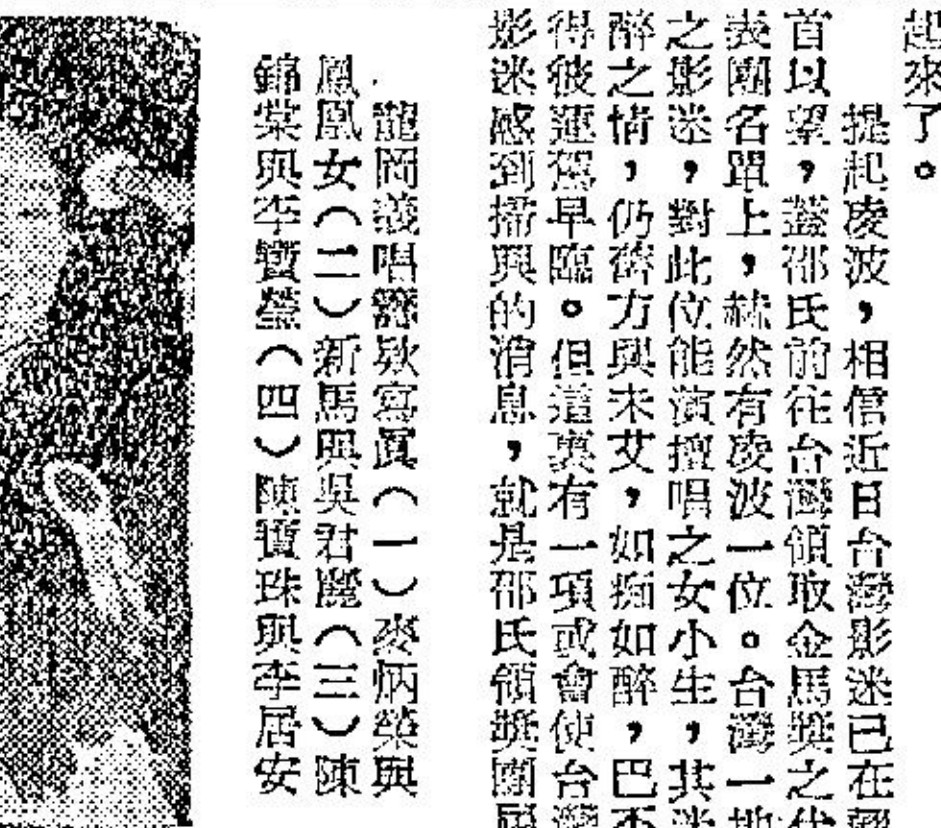 起來了。
提起凌波，相信近日台灣影迷已在翹
首以望，蓋邵氏前往台灣領取金馬獎之代
表團名單上，赫然有凌波一位。台灣一地
之影迷，對此位能演擅唱之女小生，其迷
醉之情，仍舊方興未艾，如痴如醉，巴不
得彼運駕早臨。但這裏有一項或會使台灣
影迷感到掃興的消息，就是邵氏領獎團
龍岡義唱籌款寫真（一）麥炳榮與
鳳凰女（二）新馬與吳君麗（三）陳
錦棠與李寶瑩（四）陳寶珠與李居安